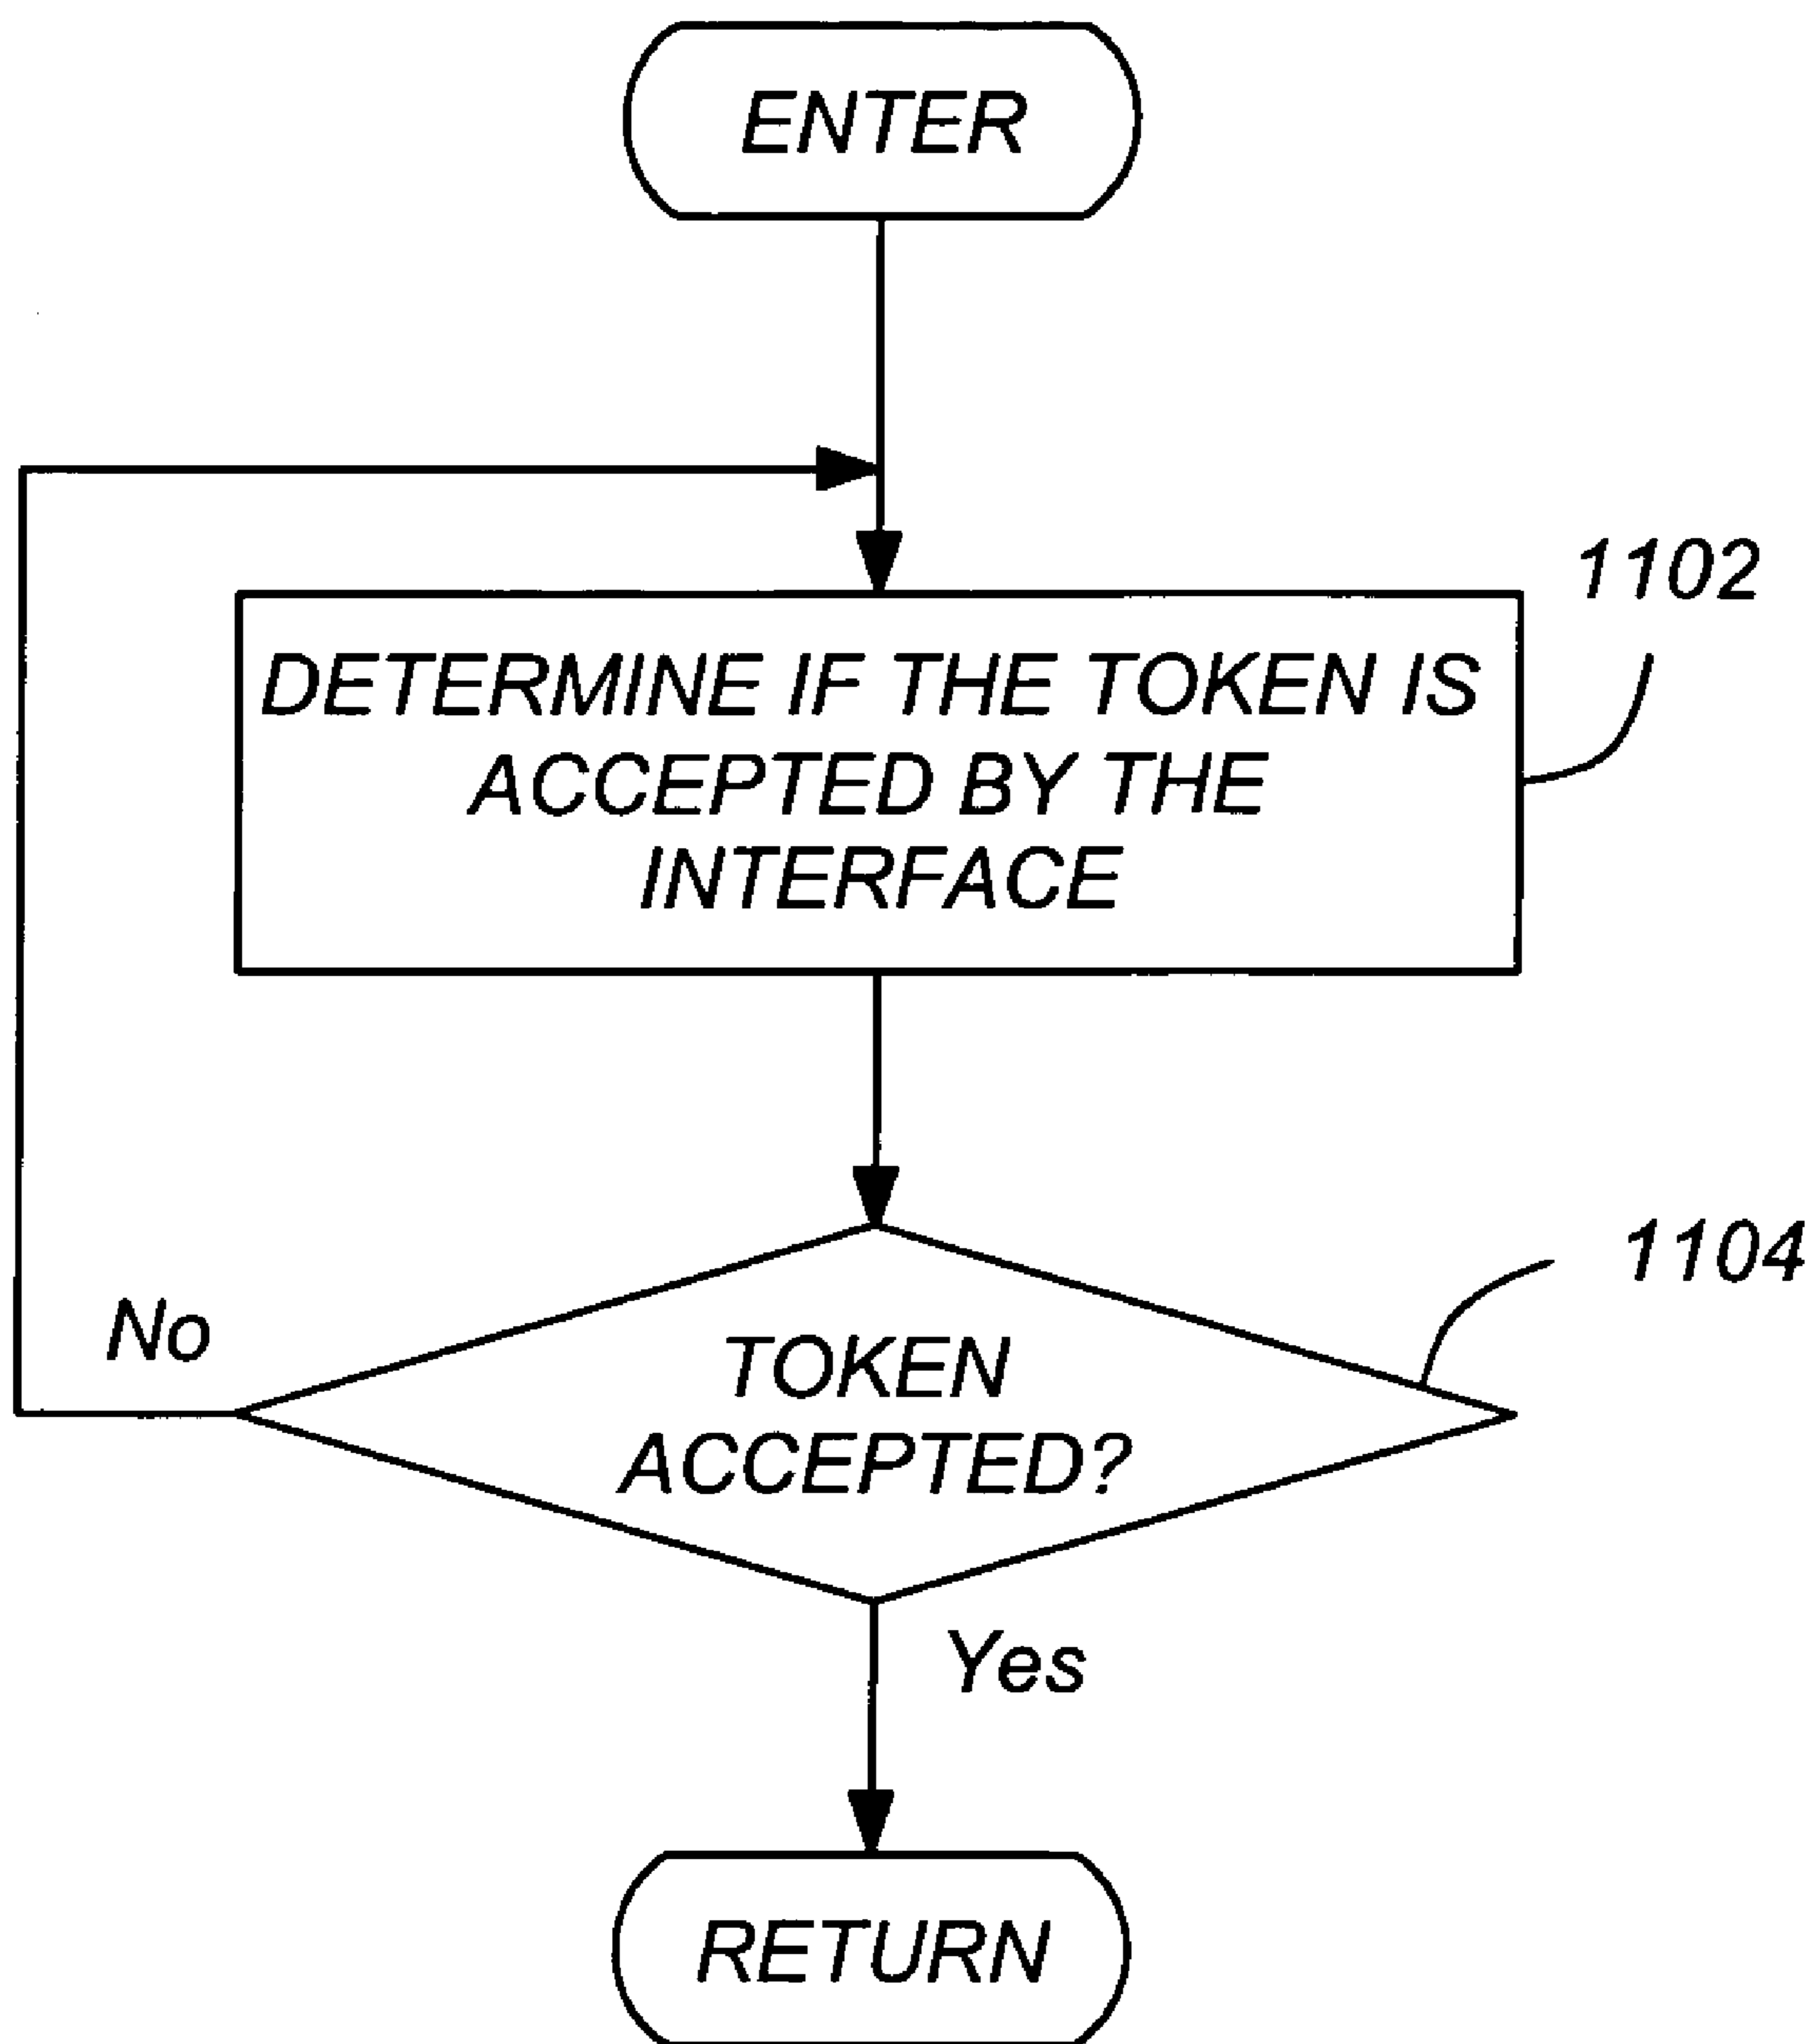 ENTER
1102
DETERMINE IF THE TOKEN IS
ACCEPTED BY THE
INTERFACE
1104
No
TOKEN
ACCEPTED?
Yes
RETURN